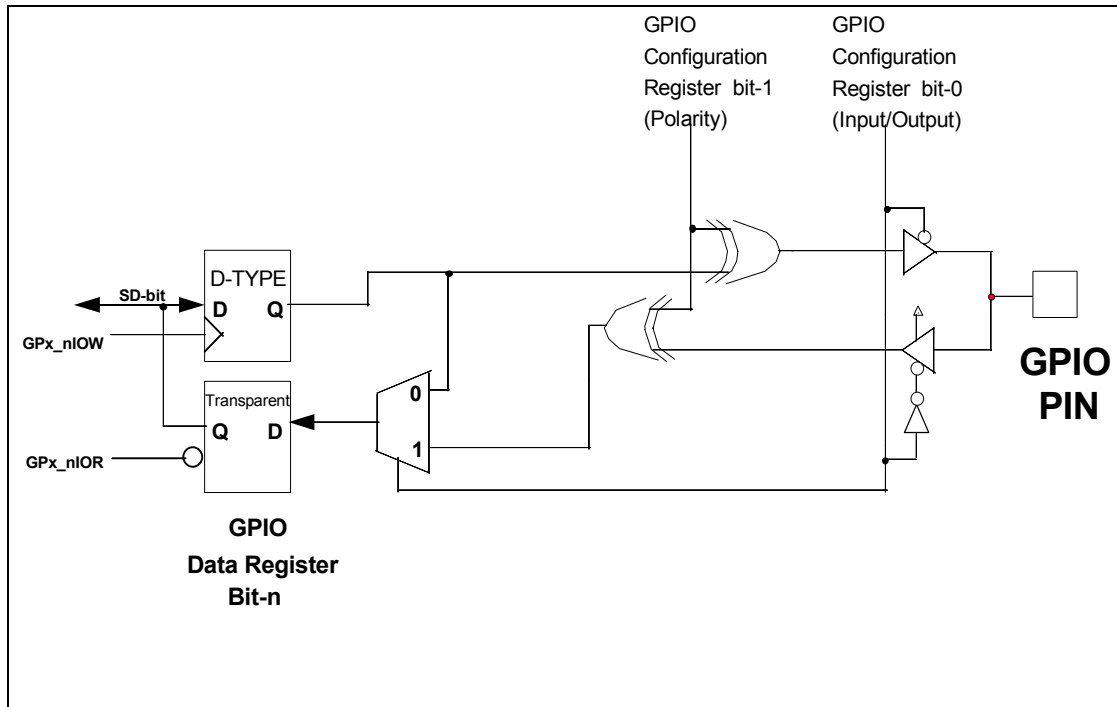 GPIO
Configuration
Register bit-1
(Polarity)
GPIO
Configuration
Register bit-0
(Input/Output)
D-TYPE
SD-bit
D
Q
GPx_nIOW
0
Transparent
Q
D
1
GPx_nIOR
GPIO
PIN
GPIO
Data Register
Bit-n